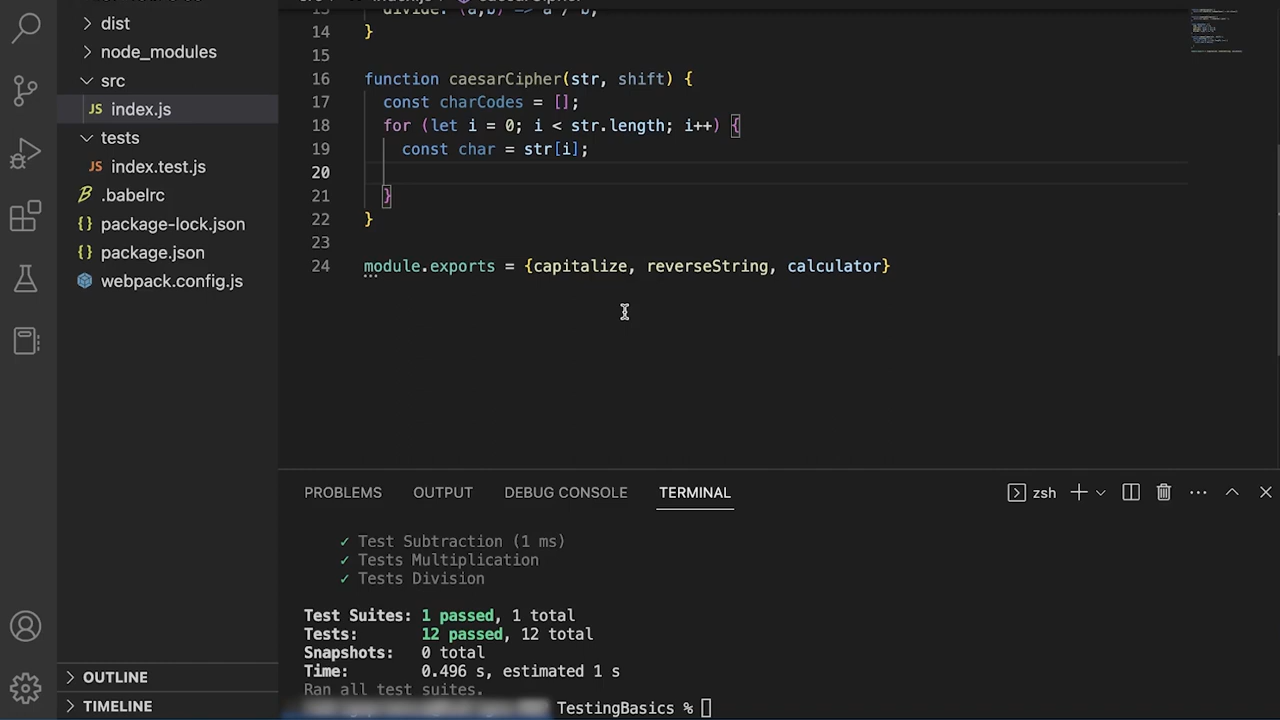 dist
node_modules
src
JS index.js
tests
JS index.test.js
.babelrc
{} package-lock.json
{} package.json
webpack.config.js
OUTLINE
TIMELINE
13 divide: (a,b) => a / b,
14 }
15
16 function caesarCipher(str, shift) {
17 const charCodes = [];
18 for (let i = 0; i < str.length; i++) {
19 const char = str[i];
20
21 }
22 }
23
24 module.exports = {capitalize, reverseString, calculator}
PROBLEMS OUTPUT DEBUG CONSOLE TERMINAL zsh
✓ Test Subtraction (1 ms)
✓ Tests Multiplication
✓ Tests Division
Test Suites: 1 passed, 1 total
Tests: 12 passed, 12 total
Snapshots: 0 total
Time: 0.496 s, estimated 1 s
Ran all test suites.
TestingBasics %